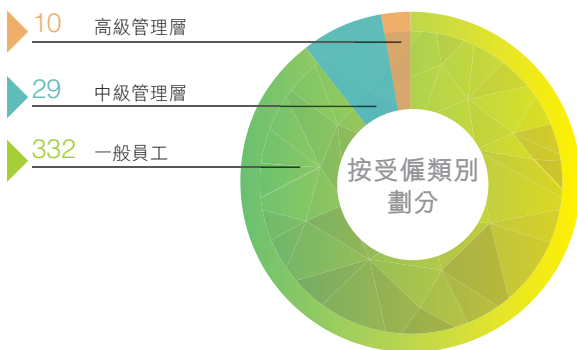 10 高級管理層
29 中級管理層
332 一般員工
按受僱類別
劃分